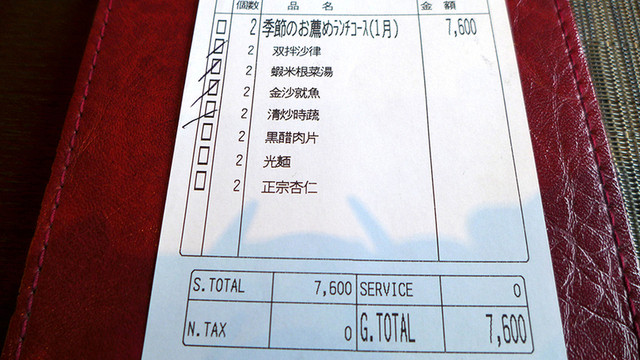 個数 品名 金額
2 季節のお薦めﾗﾝﾁｺｰｽ(1月) 7,600
2 双拌沙律
2 蝦米根菜湯
2 金沙魷魚
2 清炒時蔬
2 黒醋肉片
2 光麺
2 正宗杏仁
S.TOTAL 7,600 SERVICE 0
N.TAX 0 G.TOTAL 7,600